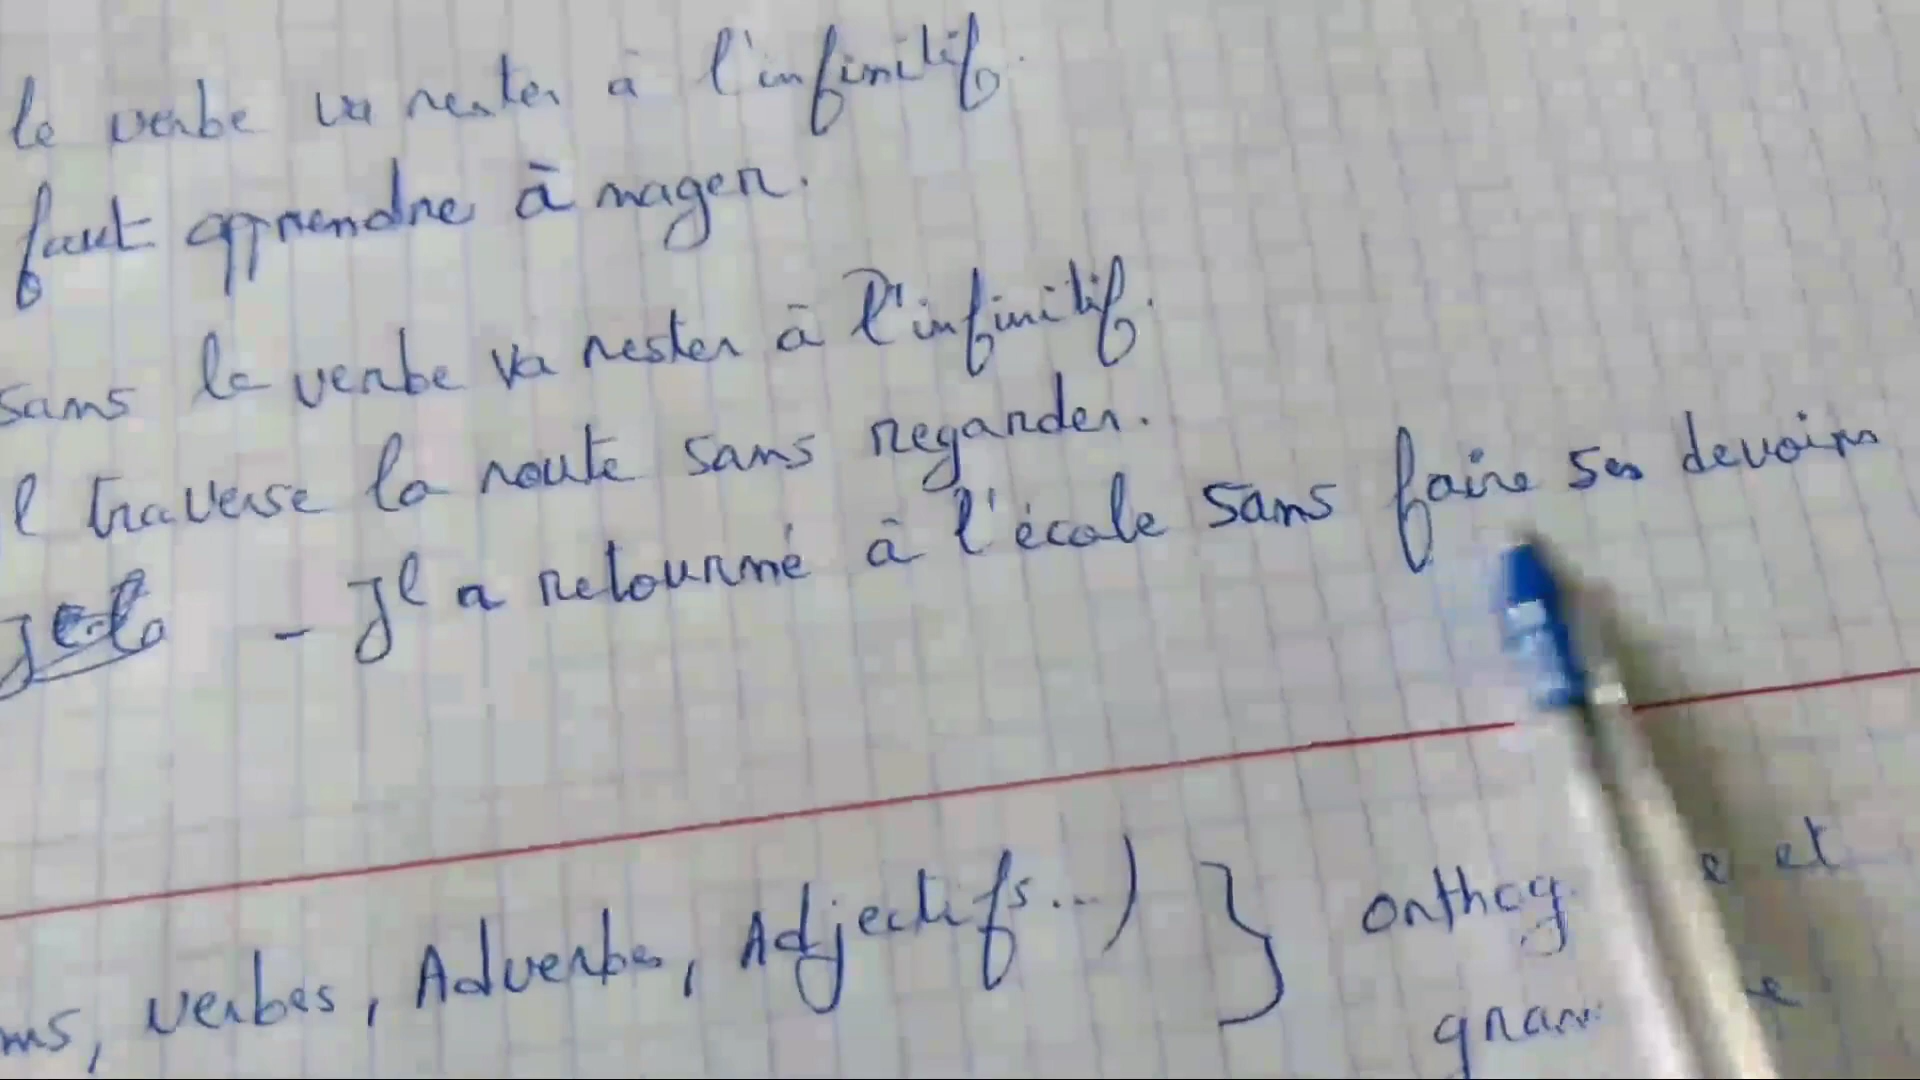 le verbe va rester à l'infinitif.
faut apprendre à nager.
sans le verbe va rester à l'infinitif.
l traverse la route sans regarder.
- Il a retourné à l'école sans faire ses devoirs
ms, verbes, Adverbes, Adjectifs...) } orthog e et
gram e